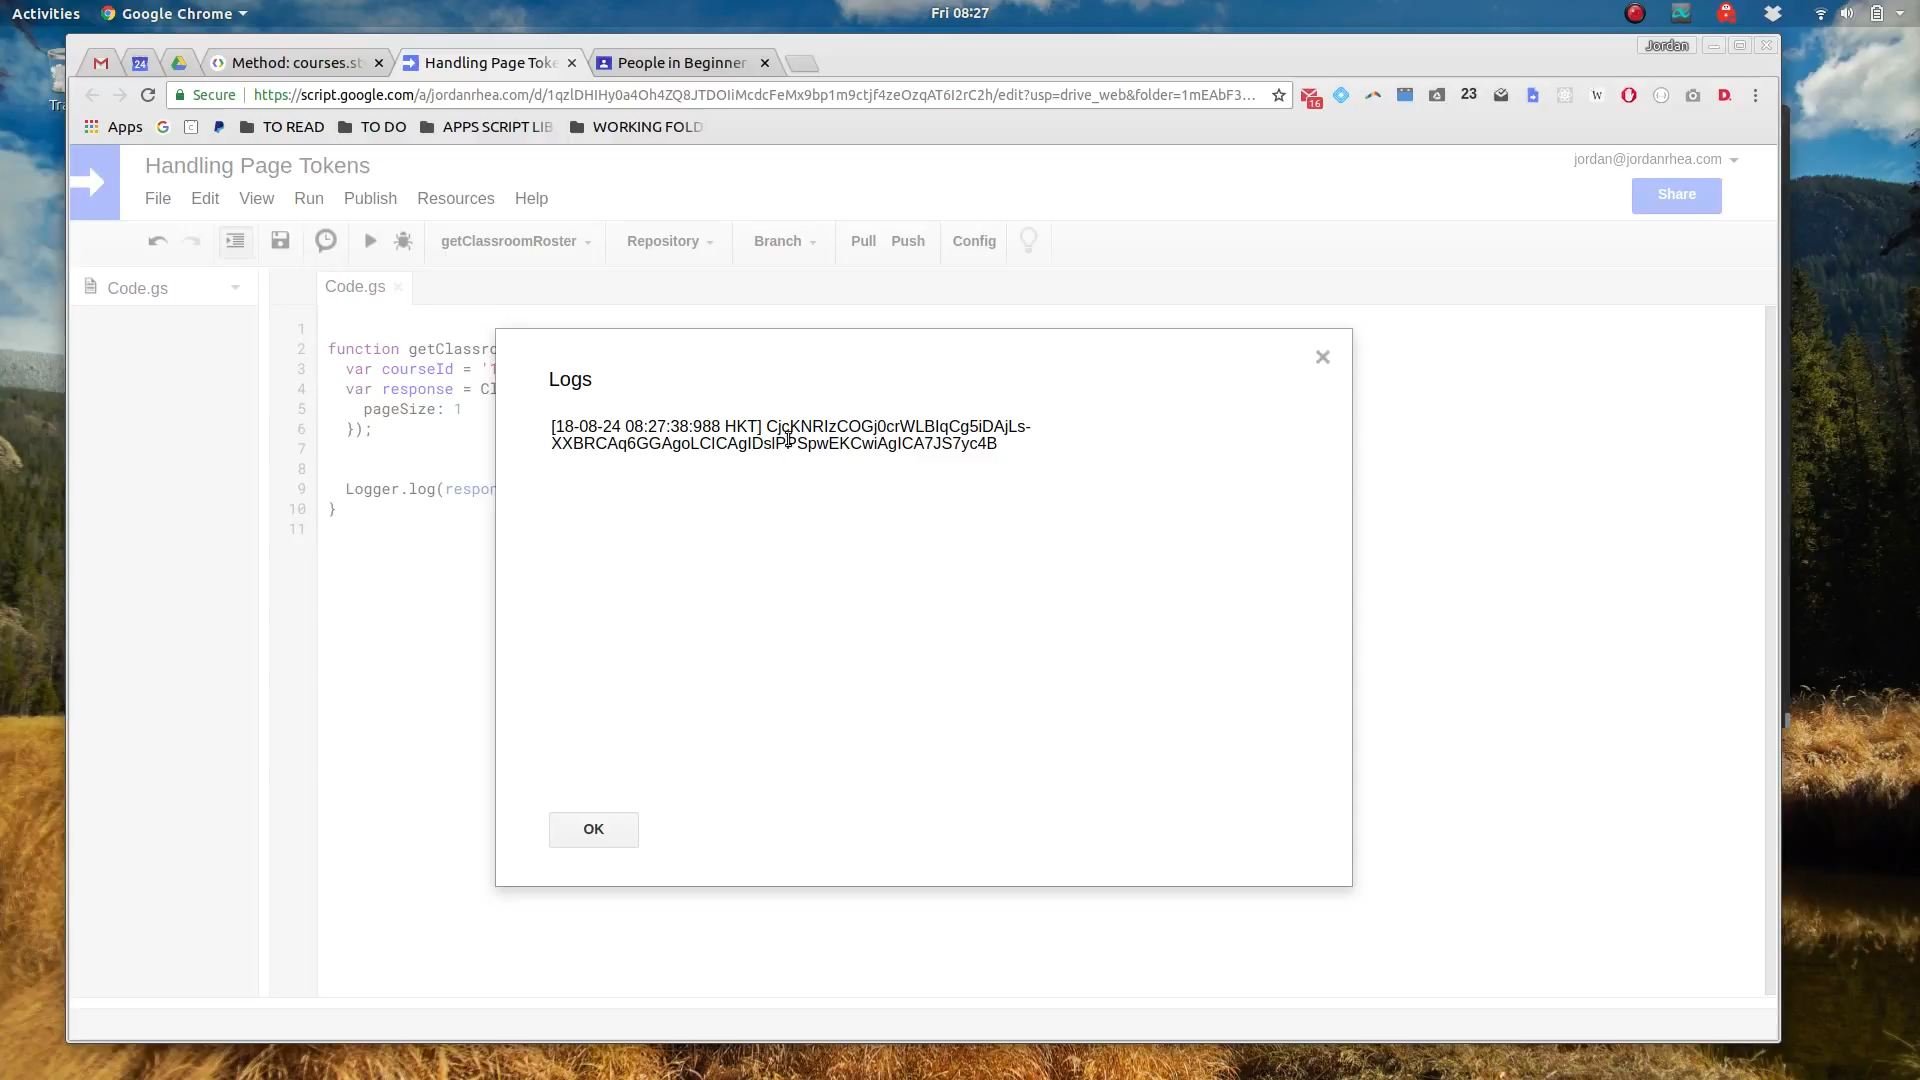 Activities Google Chrome Fri 08:27
Jordan
24 Method: courses.st Handling Page Toke People in Beginner
Secure https://script.google.com/a/jordanrhea.com/d/1qzlDHIHy0a4Oh4ZQ8JTDOIiMcdcFeMx9bp1m9ctjf4zeOzqAT6I2rC2h/edit?usp=drive_web&folder=1mEAbF3... 16 23 W D.
Apps TO READ TO DO APPS SCRIPT LIB WORKING FOLD
Handling Page Tokens jordan@jordanrhea.com
File Edit View Run Publish Resources Help Share
getClassroomRoster Repository Branch Pull Push Config
Code.gs Code.gs
1
2 function getClassro
3 var courseId = '1
4 var response = Cl
5 pageSize: 1
6 });
7
8
9 Logger.log(respon
10 }
11
Logs
[18-08-24 08:27:38:988 HKT] CjcKNRIzCOGj0crWLBIqCg5iDAjLs-
XXBRCAq6GGAgoLCICAgIDslPPSpwEKCwiAgICA7JS7yc4B
OK